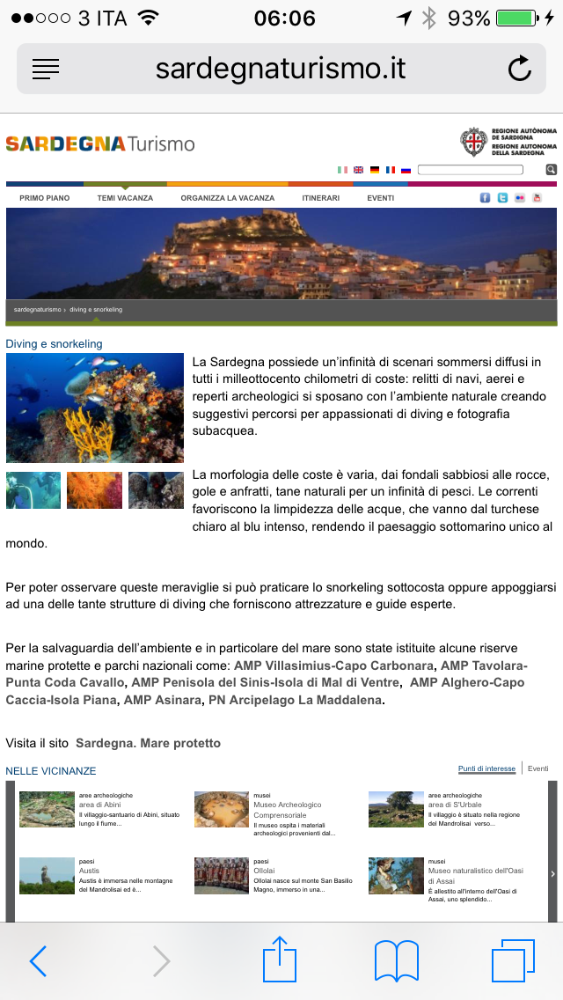 3 ITA 06:06 93%
sardegnaturismo.it
SARDEGNA Turismo
REGIONE AUTÒNOMA
DE SARDIGNA
REGIONE AUTONOMA
DELLA SARDEGNA
PRIMO PIANO TEMI VACANZA ORGANIZZA LA VACANZA ITINERARI EVENTI
sardegnaturismo › diving e snorkeling
Diving e snorkeling
La Sardegna possiede un'infinità di scenari sommersi diffusi in
tutti i milleottocento chilometri di coste: relitti di navi, aerei e
reperti archeologici si sposano con l'ambiente naturale creando
suggestivi percorsi per appassionati di diving e fotografia
subacquea.
La morfologia delle coste è varia, dai fondali sabbiosi alle rocce,
gole e anfratti, tane naturali per un infinità di pesci. Le correnti
favoriscono la limpidezza delle acque, che vanno dal turchese
chiaro al blu intenso, rendendo il paesaggio sottomarino unico al
mondo.
Per poter osservare queste meraviglie si può praticare lo snorkeling sottocosta oppure appoggiarsi
ad una delle tante strutture di diving che forniscono attrezzature e guide esperte.
Per la salvaguardia dell'ambiente e in particolare del mare sono state istituite alcune riserve
marine protette e parchi nazionali come: AMP Villasimius-Capo Carbonara, AMP Tavolara-
Punta Coda Cavallo, AMP Penisola del Sinis-Isola di Mal di Ventre, AMP Alghero-Capo
Caccia-Isola Piana, AMP Asinara, PN Arcipelago La Maddalena.
Visita il sito Sardegna. Mare protetto
NELLE VICINANZE
Punti di interesse Eventi
aree archeologiche
area di Abini
Il villaggio-santuario di Abini, situato
lungo il fiume...
musei
Museo Archeologico
Comprensoriale
Il museo ospita i materiali
archeologici provenienti dal...
aree archeologiche
area di S'Urbale
Il villaggio è situato nella regione
del Mandrolisai verso...
paesi
Austis
Austis è immersa nelle montagne
del Mandrolisai ed è...
paesi
Ollolai
Ollolai nasce sul monte San Basilio
Magno, immerso in una...
musei
Museo naturalistico dell'Oasi
di Assai
È allestito all'interno dell'Oasi di
Assai, uno splendido...